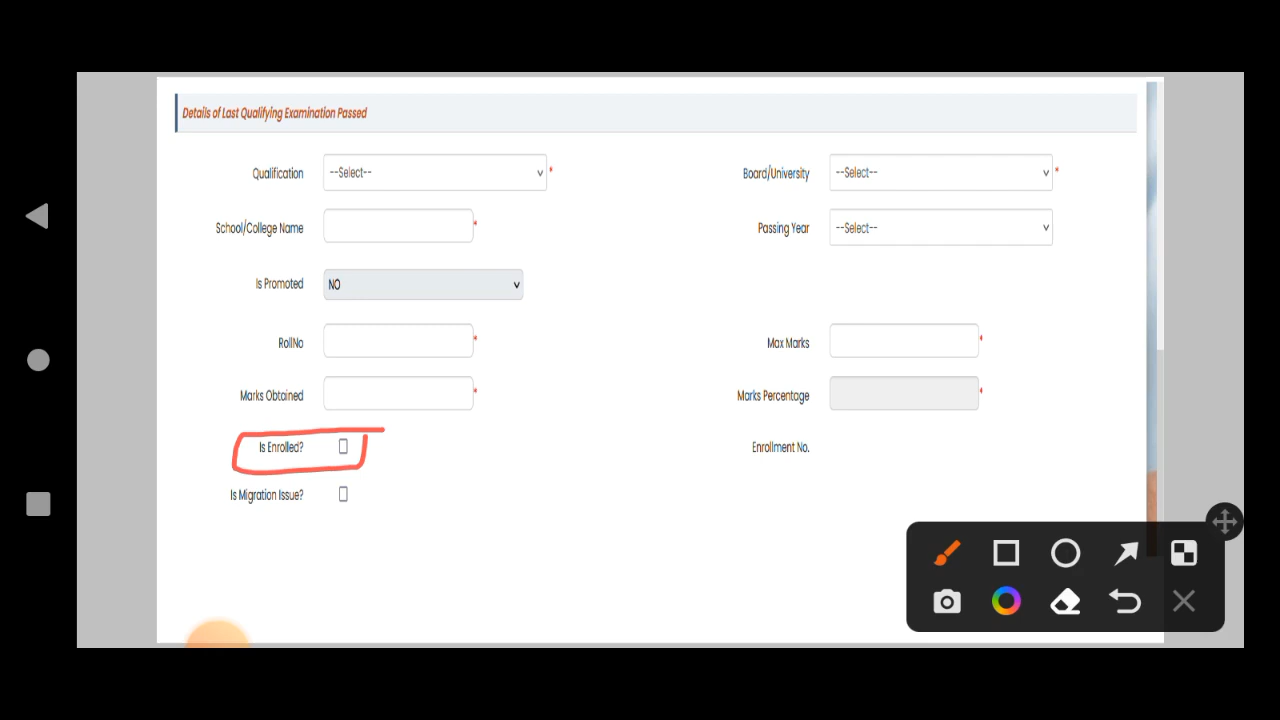 Details of Last Qualifying Examination Passed
Qualification --Select-- * Board/University --Select-- *
School/College Name * Passing Year --Select--
Is Promoted NO
RollNo * Max Marks *
Marks Obtained * Marks Percentage *
Is Enrolled? Enrollment No.
Is Migration Issue?